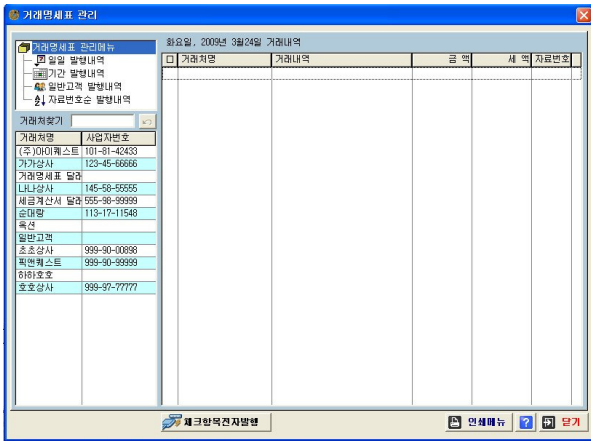 거래명세표 관리
거래명세표 관리메뉴
일일 발행내역
기간 발행내역
일반고객 발행내역
자료번호순 발행내역
거래처찾기
거래처명 사업자번호
(주)아이퀘스트 101-81-42433
가가상사 123-45-66666
거래명세표 달래
나나상사 145-58-55555
세금계산서 달래 555-98-99999
순대랑 113-17-11548
옥션
일반고객
초초상사 999-90-00898
픽앤퀘스트 999-90-99999
하하호호
호호상사 999-97-77777
화요일, 2009년 3월24일 거래내역
거래처명 거래내역 금 액 세 액 자료번호
체크항목전자발행
인쇄메뉴 ? 닫기